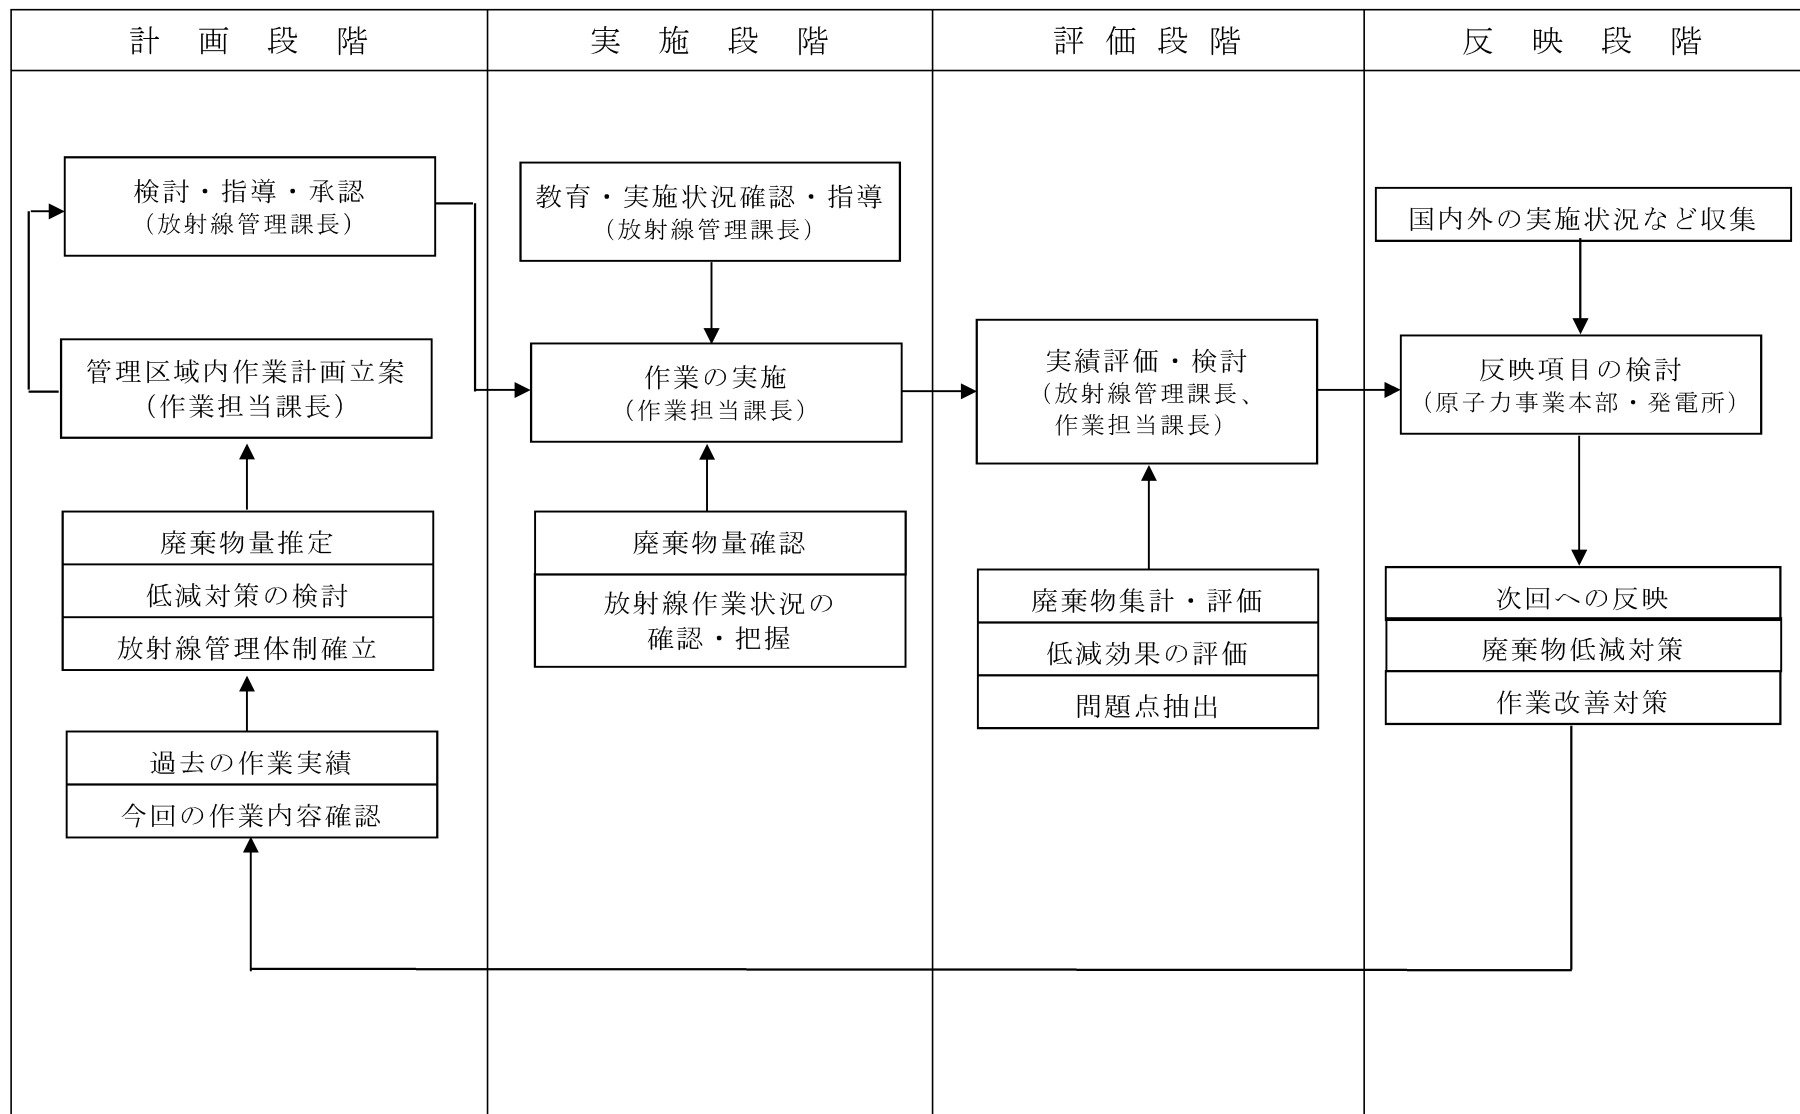 計画段階
検討・指導・承認
（放射線管理課長）
管理区域内作業計画立案
（作業担当課長）
廃棄物量推定
低減対策の検討
放射線管理体制確立
過去の作業実績
今回の作業内容確認
実施段階
教育・実施状況確認・指導
（放射線管理課長）
作業の実施
（作業担当課長）
廃棄物量確認
放射線作業状況の
確認・把握
評価段階
実績評価・検討
（放射線管理課長、
作業担当課長）
廃棄物集計・評価
低減効果の評価
問題点抽出
反映段階
国内外の実施状況など収集
反映項目の検討
（原子力事業本部・発電所）
次回への反映
廃棄物低減対策
作業改善対策